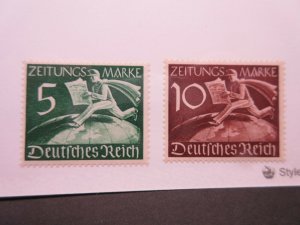 ZEITUNGS MARKE
5
Deutsches Reich
ZEITUNGS MARKE
10
Deutsches Reich
Style